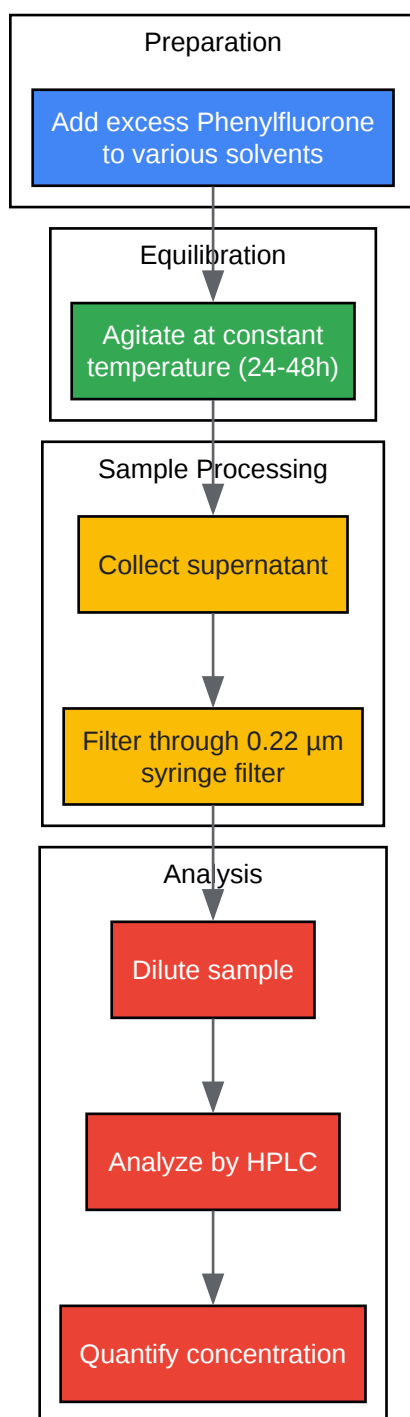 Preparation
Add excess Phenylfluorone
to various solvents
Equilibration
Agitate at constant
temperature (24-48h)
Sample Processing
Collect supernatant
Filter through 0.22 µm
syringe filter
Analysis
Dilute sample
Analyze by HPLC
Quantify concentration